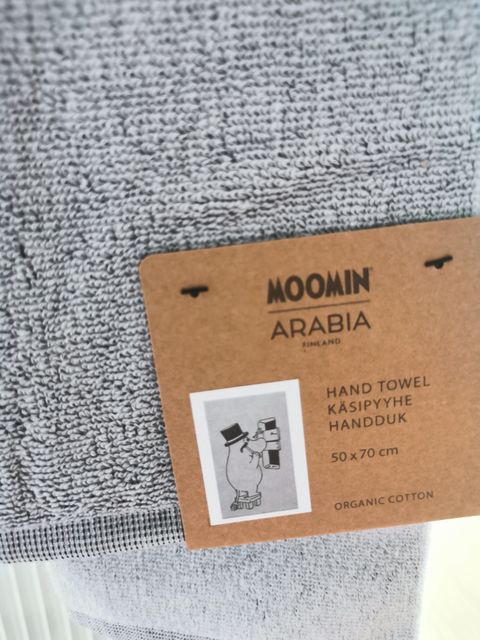 MOOMIN
ARABIA
FINLAND
HAND TOWEL
KÄSIPYYHE
HANDDUK
50 x 70 cm
ORGANIC COTTON